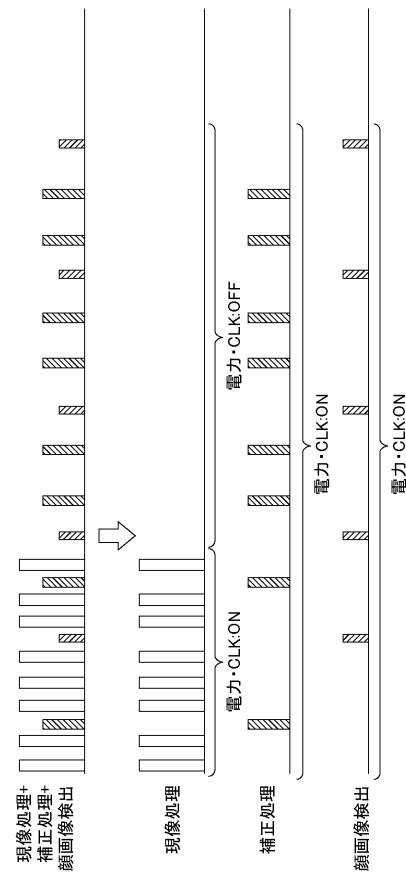 現像処理+
補正処理+
顔画像検出
現像処理
電力・CLK:ON
電力・CLK:OFF
補正処理
電力・CLK:ON
顔画像検出
電力・CLK:ON